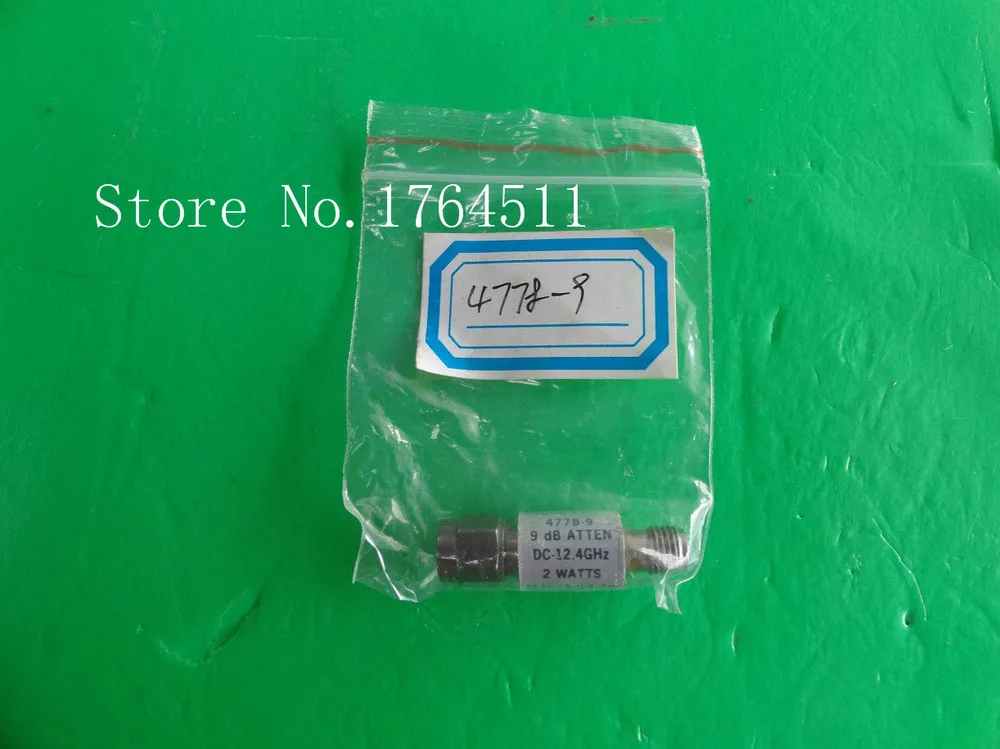 Store No.1764511
4778-9
4778-9
9 dB ATTEN
DC-12.4GHz
2 WATTS